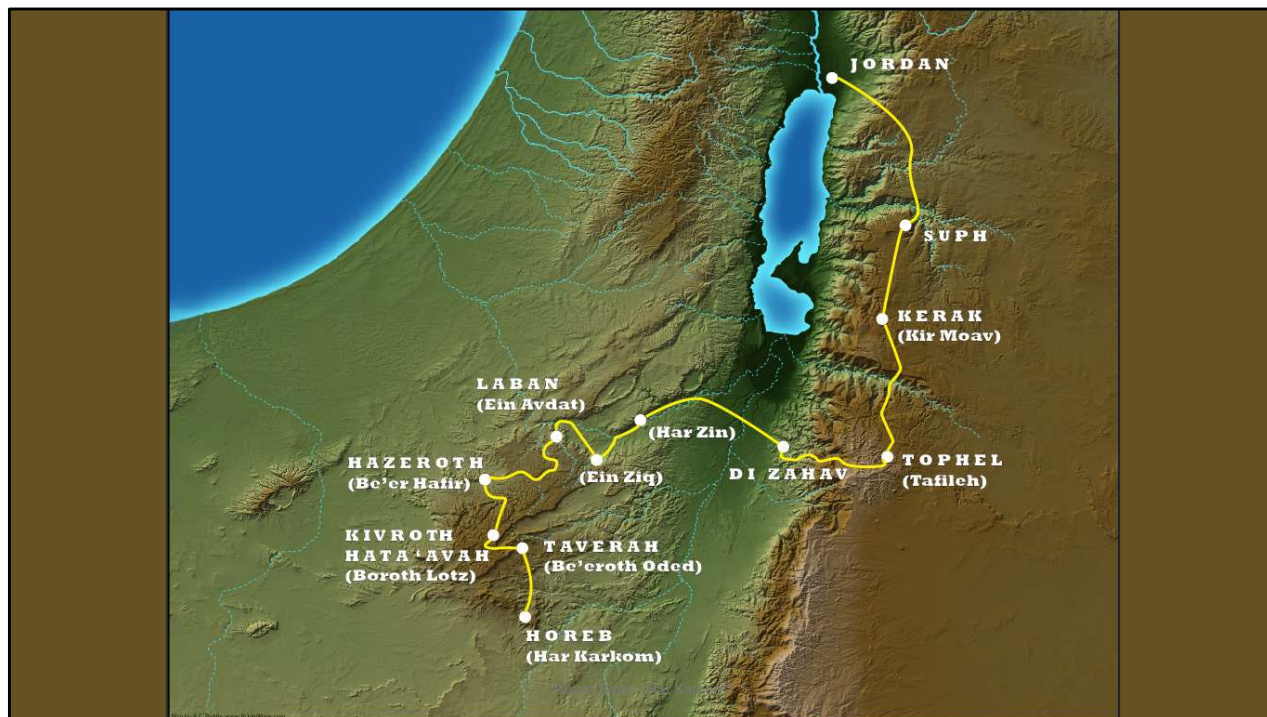 JORDAN
SUPH
KERAK
(Kir Moav)
LABAN
(Ein Avdat)
(Har Zin)
HAZEROTH
(Be'er Hafir)
(Ein Ziq)
DI ZAHAV
TOPHEL
(Tafileh)
KIVROTH
HATA‘AVAH
(Boroth Lotz)
TAVERAH
(Be'eroth Oded)
HOREB
(Har Karkom)